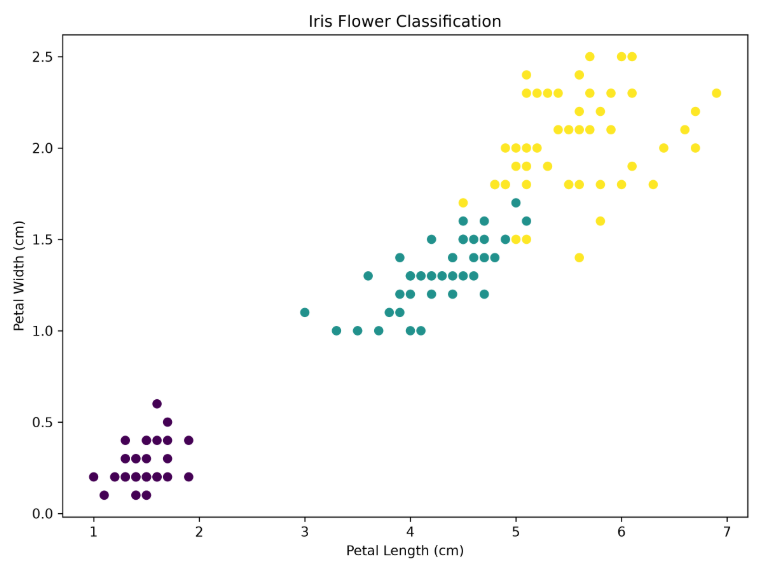 Iris Flower Classification
Petal Width (cm)
2.5
2.0
1.5
1.0
0.5
0.0
1 2 3 4 5 6 7
Petal Length (cm)